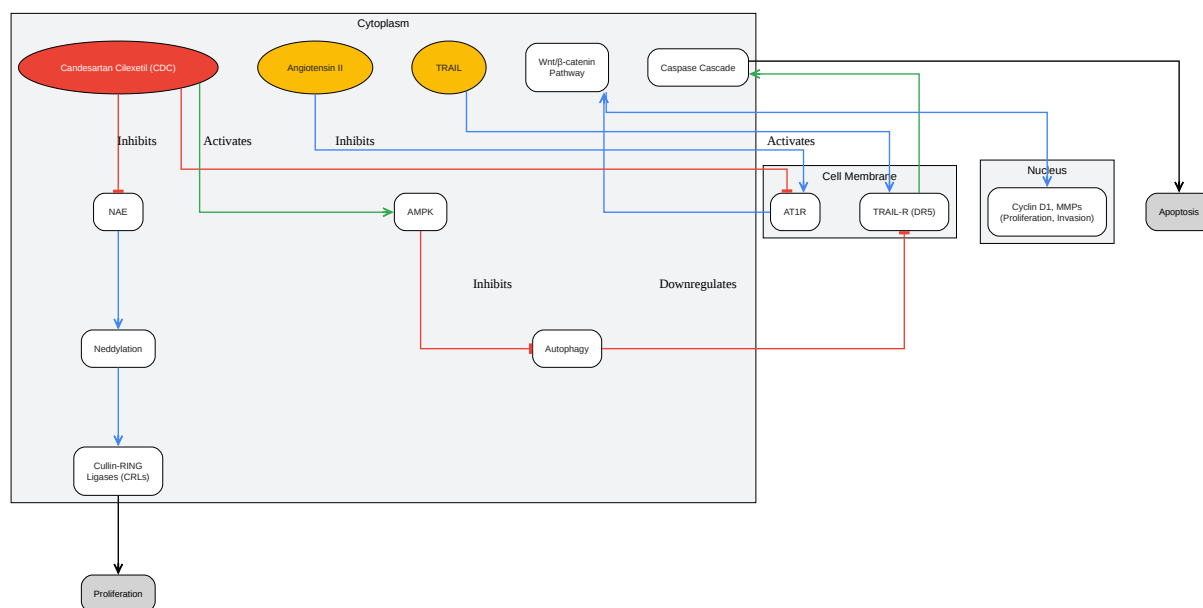 Cytoplasm
Candesartan Cilexetil (CDC)
Angiotensin II
TRAIL
Wnt/β-catenin
Pathway
Caspase Cascade
Inhibits
Activates
Inhibits
Activates
Cell Membrane
Nucleus
NAE
AMPK
AT1R
TRAIL-R (DR5)
Cyclin D1, MMPs
(Proliferation, Invasion)
Apoptosis
Inhibits
Downregulates
Neddylation
Autophagy
Cullin-RING
Ligases (CRLs)
Proliferation